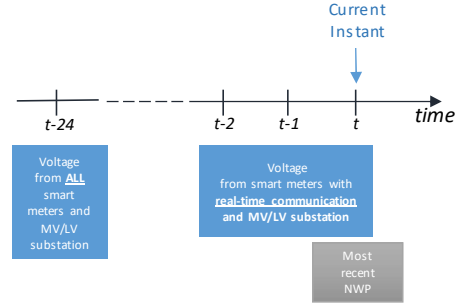 Current
Instant
t-24
t-2
t-1
t
time
Voltage
from ALL
smart
meters and
MV/LV
substation
Voltage
from smart meters with
real-time communication
and MV/LV substation
Most
recent
NWP